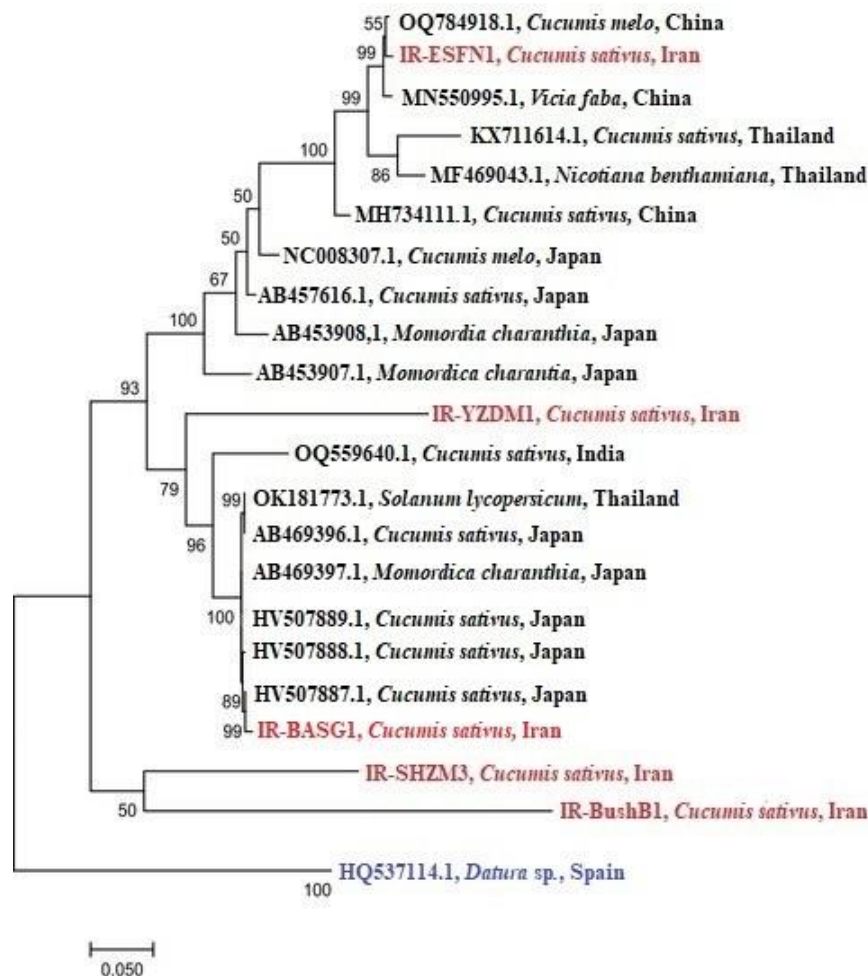 55
OQ784918.1, Cucumis melo, China
99
IR-ESFN1, Cucumis sativus, Iran
99
MN550995.1, Vicia faba, China
KX711614.1, Cucumis sativus, Thailand
100
86
MF469043.1, Nicotiana benthamiana, Thailand
50
MH734111.1, Cucumis sativus, China
50
NC008307.1, Cucumis melo, Japan
67
AB457616.1, Cucumis sativus, Japan
100
AB453908,1, Momordia charanthia, Japan
93
AB453907.1, Momordica charantia, Japan
IR-YZDM1, Cucumis sativus, Iran
79
OQ559640.1, Cucumis sativus, India
99
OK181773.1, Solanum lycopersicum, Thailand
96
AB469396.1, Cucumis sativus, Japan
AB469397.1, Momordica charanthia, Japan
100
HV507889.1, Cucumis sativus, Japan
HV507888.1, Cucumis sativus, Japan
89
HV507887.1, Cucumis sativus, Japan
99
IR-BASG1, Cucumis sativus, Iran
IR-SHZM3, Cucumis sativus, Iran
50
IR-BushB1, Cucumis sativus, Iran
HQ537114.1, Datura sp., Spain
100
0.050